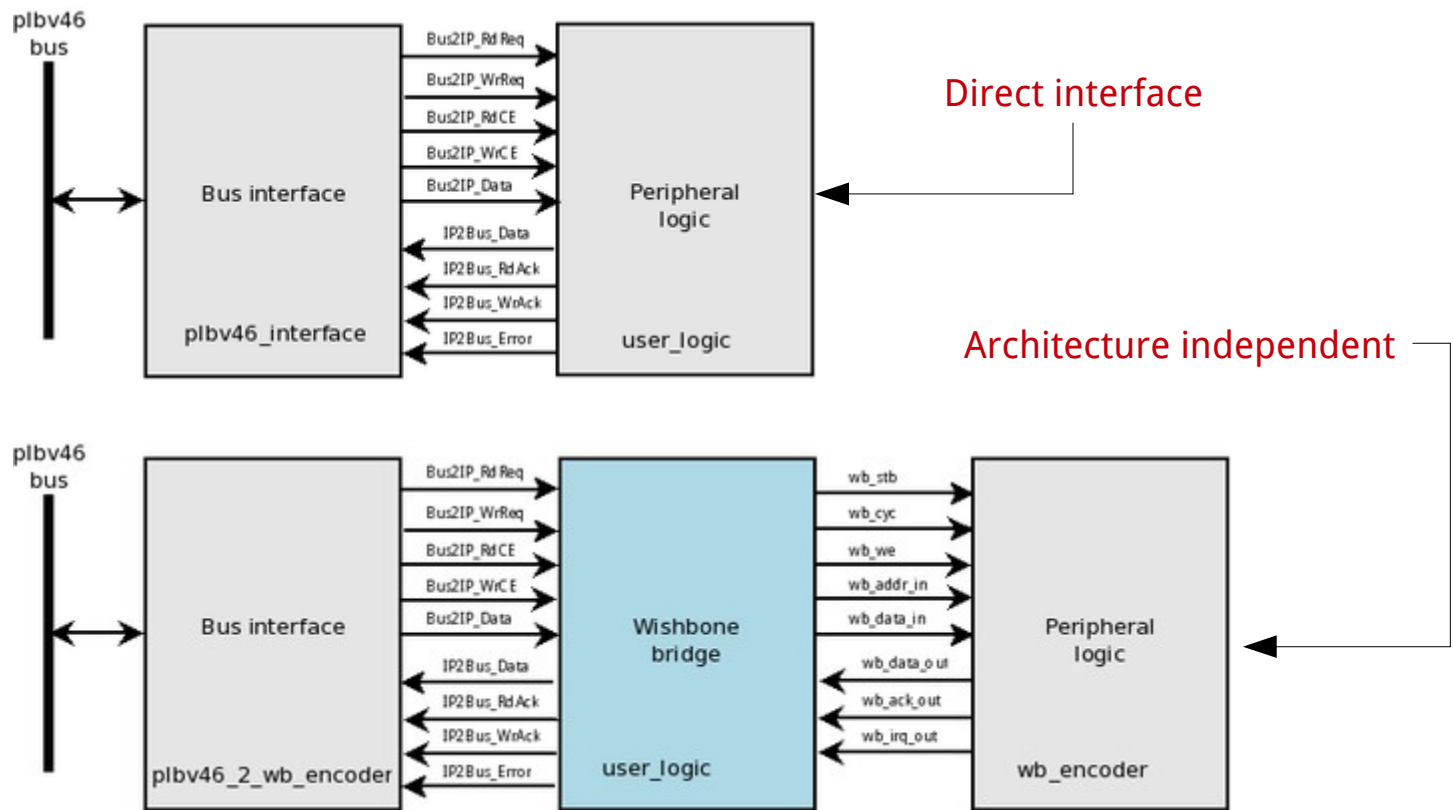 plbv46
bus
Bus interface
plbv46_interface
Bus2IP_RdReq
Bus2IP_WrReq
Bus2IP_RdCE
Bus2IP_WrCE
Bus2IP_Data
IP2Bus_Data
IP2Bus_RdAck
IP2Bus_WrAck
IP2Bus_Error
Peripheral
logic
user_logic
Direct interface
Architecture independent
plbv46
bus
Bus interface
plbv46_2_wb_encoder
Bus2IP_RdReq
Bus2IP_WrReq
Bus2IP_RdCE
Bus2IP_WrCE
Bus2IP_Data
IP2Bus_Data
IP2Bus_RdAck
IP2Bus_WrAck
IP2Bus_Error
Wishbone
bridge
user_logic
wb_stb
wb_cyc
wb_we
wb_addr_in
wb_data_in
wb_data_out
wb_ack_out
wb_irq_out
Peripheral
logic
wb_encoder